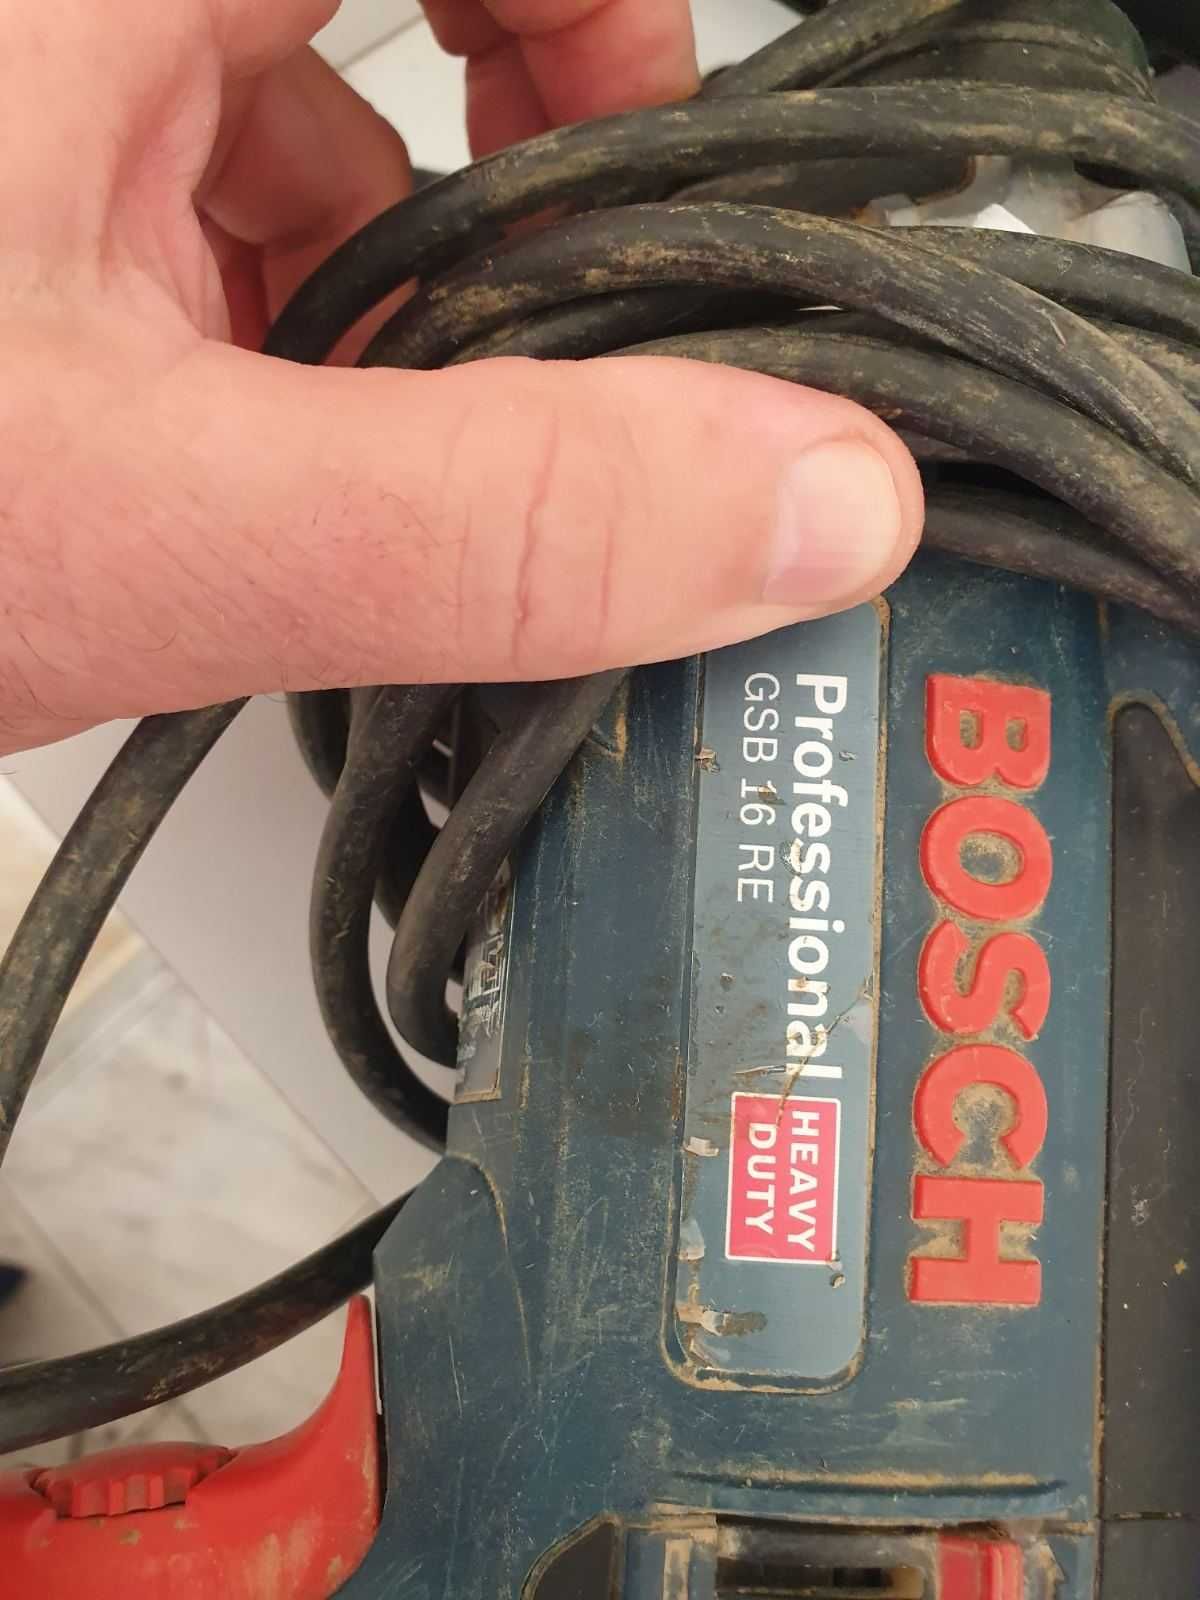 BOSCH
Professional
GSB 16 RE
HEAVY
DUTY